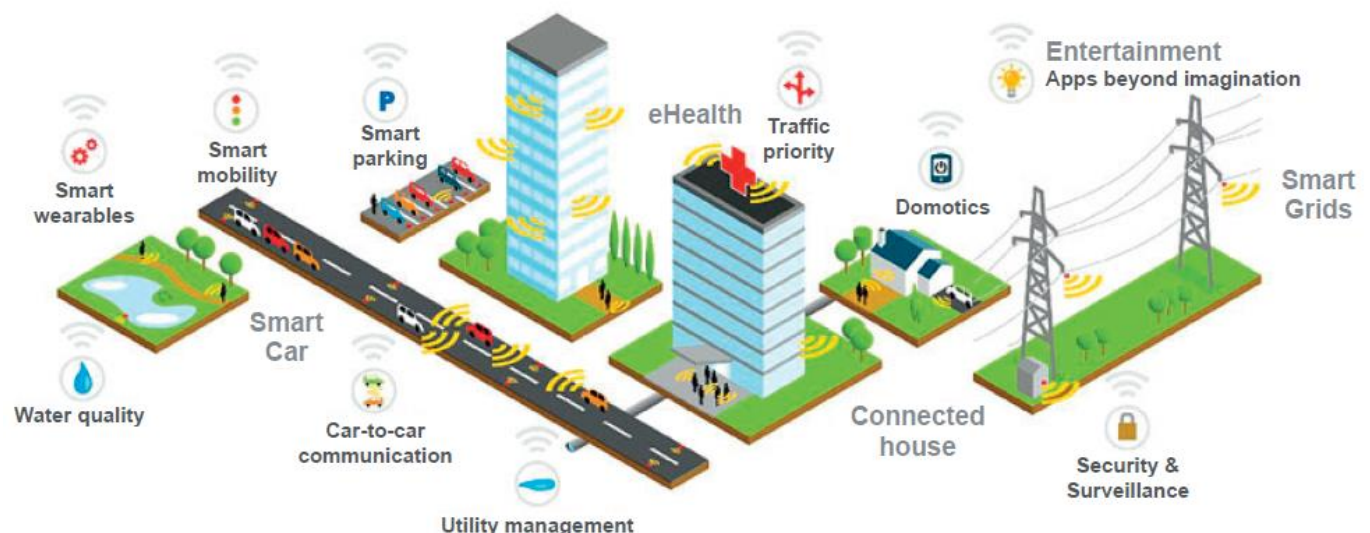 Entertainment
Apps beyond imagination
eHealth
Traffic
priority
P
Smart
parking
Smart
mobility
Smart
wearables
Domotics
Smart
Grids
Smart
Car
Water quality
Car-to-car
communication
Connected
house
Security &
Surveillance
Utility management